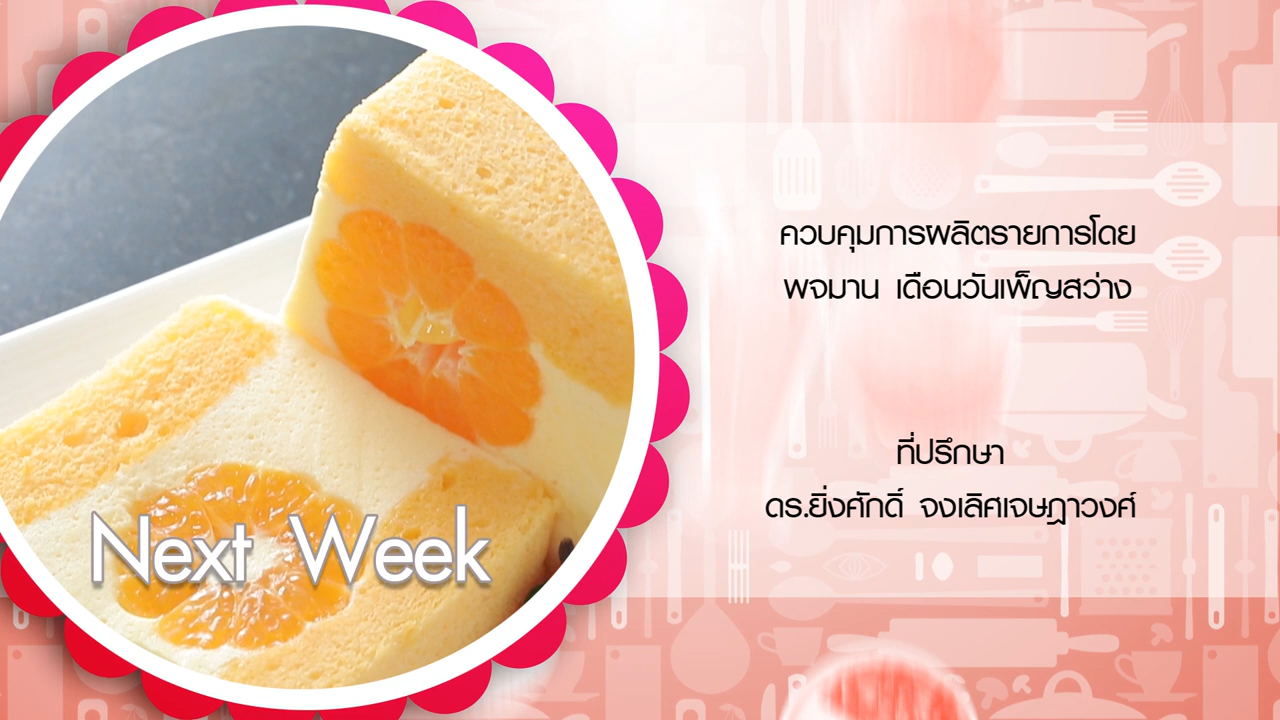 Next Week
ควบคุมการผลิตรายการโดย
พจมาน เดือนวันเพ็ญสว่าง
ที่ปรึกษา
ดร.ยิ่งศักดิ์ จงเลิศเจษฎาวงศ์